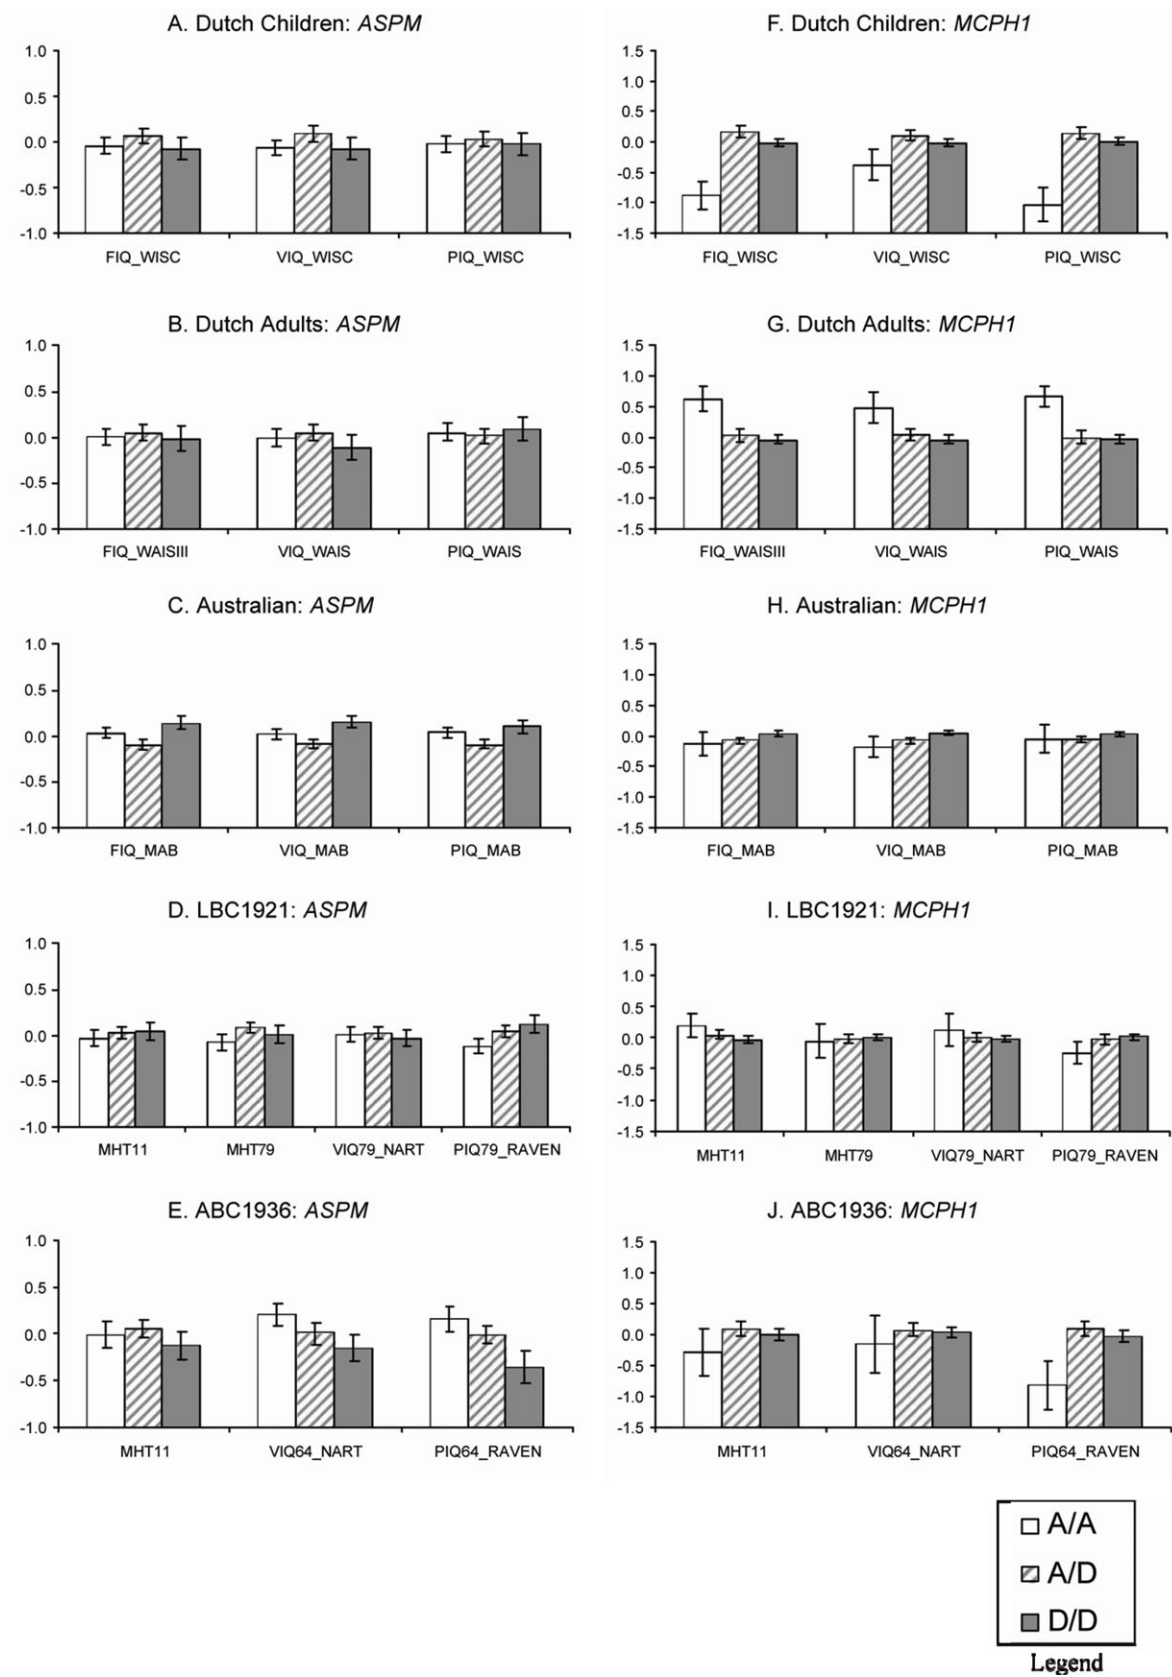 A. Dutch Children: ASPM
1.0
0.5
0.0
-0.5
-1.0
FIQ_WISC VIQ_WISC PIQ_WISC
F. Dutch Children: MCPH1
1.5
1.0
0.5
0.0
-0.5
-1.0
-1.5
FIQ_WISC VIQ_WISC PIQ_WISC
B. Dutch Adults: ASPM
1.0
0.5
0.0
-0.5
-1.0
FIQ_WAISIII VIQ_WAIS PIQ_WAIS
G. Dutch Adults: MCPH1
1.5
1.0
0.5
0.0
-0.5
-1.0
-1.5
FIQ_WAISIII VIQ_WAIS PIQ_WAIS
C. Australian: ASPM
1.0
0.5
0.0
-0.5
-1.0
FIQ_MAB VIQ_MAB PIQ_MAB
H. Australian: MCPH1
1.5
1.0
0.5
0.0
-0.5
-1.0
-1.5
FIQ_MAB VIQ_MAB PIQ_MAB
D. LBC1921: ASPM
1.0
0.5
0.0
-0.5
-1.0
MHT11 MHT79 VIQ79_NART PIQ79_RAVEN
I. LBC1921: MCPH1
1.5
1.0
0.5
0.0
-0.5
-1.0
-1.5
MHT11 MHT79 VIQ79_NART PIQ79_RAVEN
E. ABC1936: ASPM
1.0
0.5
0.0
-0.5
-1.0
MHT11 VIQ64_NART PIQ64_RAVEN
J. ABC1936: MCPH1
1.5
1.0
0.5
0.0
-0.5
-1.0
-1.5
MHT11 VIQ64_NART PIQ64_RAVEN
A/A
A/D
D/D
Legend